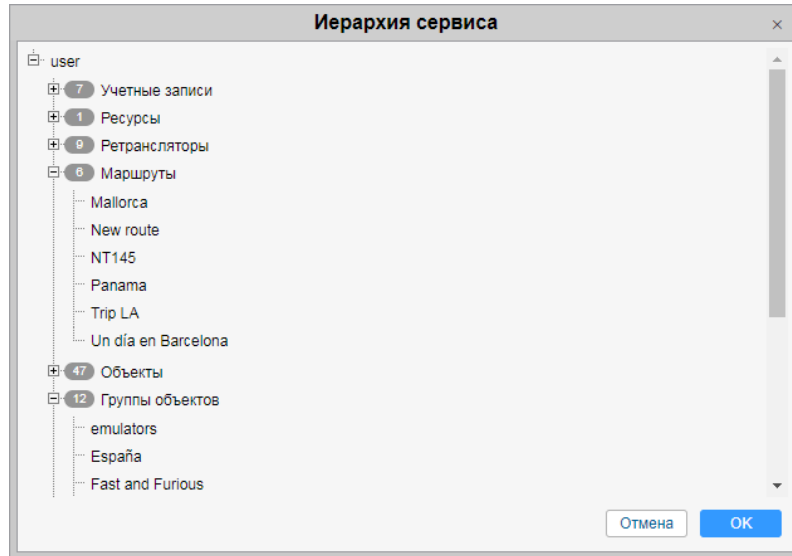 Иерархия сервиса ×
user
7 Учетные записи
1 Ресурсы
9 Ретрансляторы
6 Маршруты
Mallorca
New route
NT145
Panama
Trip LA
Un día en Barcelona
47 Объекты
12 Группы объектов
emulators
España
Fast and Furious
Отмена OK